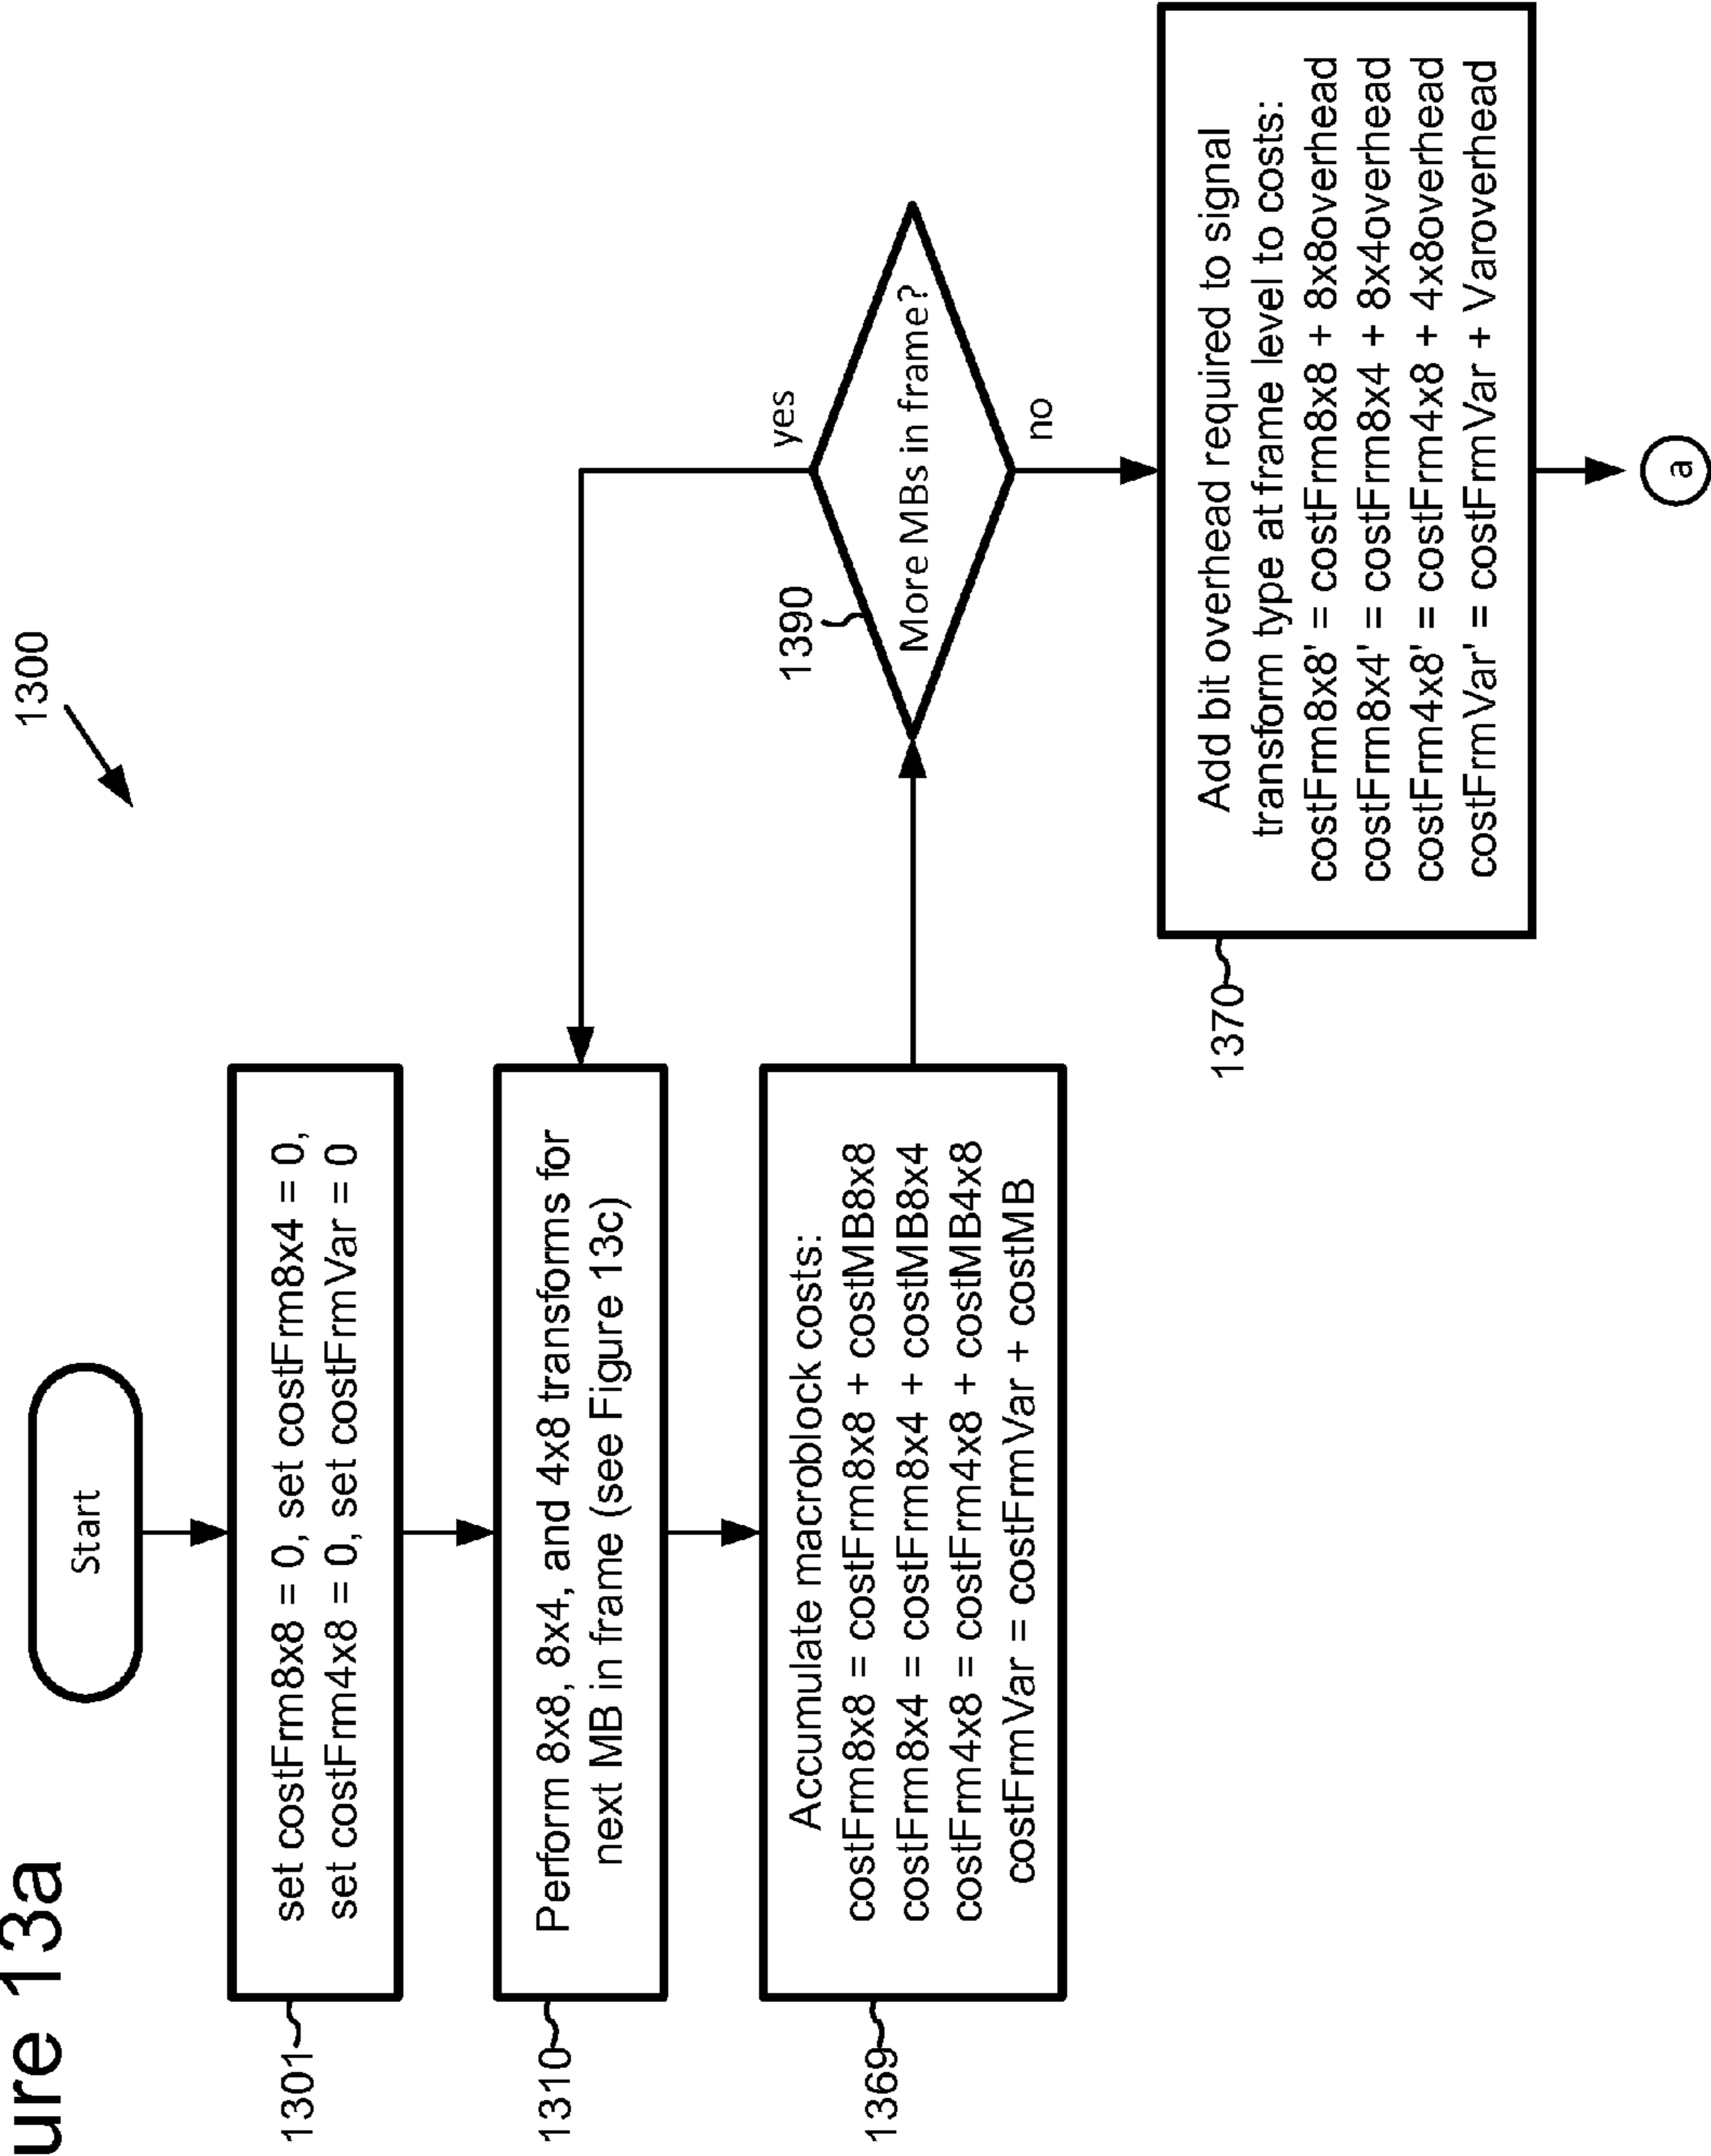 ure 13a
1300
Start
1301
set costFrm8x8 = 0, set costFrm8x4 = 0,
set costFrm4x8 = 0, set costFrmVar = 0
1310
Perform 8x8, 8x4, and 4x8 transforms for
next MB in frame (see Figure 13c)
1369
Accumulate macroblock costs:
costFrm8x8 = costFrm8x8 + costMB8x8
costFrm8x4 = costFrm8x4 + costMB8x4
costFrm4x8 = costFrm4x8 + costMB4x8
costFrmVar = costFrmVar + costMB
1390
More MBs in frame?
yes
no
1370
Add bit overhead required to signal
transform type at frame level to costs:
costFrm8x8' = costFrm8x8 + 8x8overhead
costFrm8x4' = costFrm8x4 + 8x4overhead
costFrm4x8' = costFrm4x8 + 4x8overhead
costFrmVar' = costFrmVar + Varoverhead
a